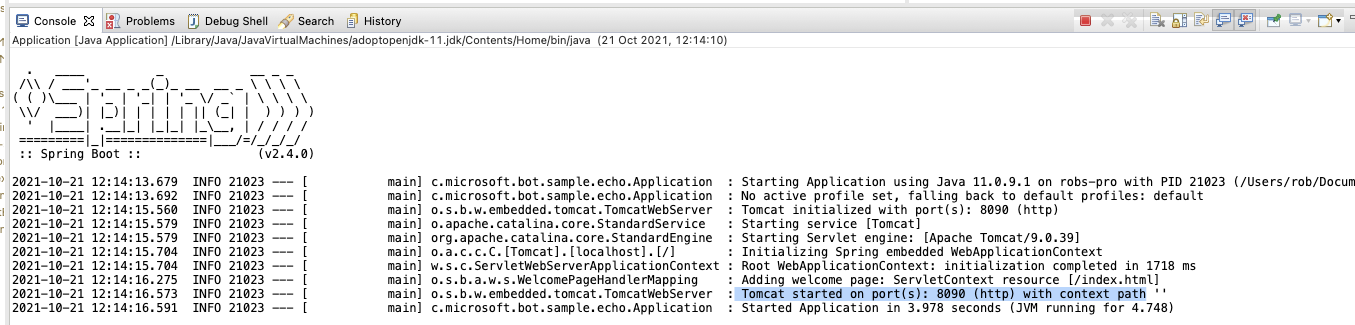 Console Problems Debug Shell Search History
Application [Java Application] /Library/Java/JavaVirtualMachines/adoptopenjdk-11.jdk/Contents/Home/bin/java (21 Oct 2021, 12:14:10)
  .   ____          _            __ _ _
 /\\ / ___'_ __ _ _(_)_ __  __ _ \ \ \ \
( ( )\___ | '_ | '_| | '_ \/ _` | \ \ \ \
 \\/  ___)| |_)| | | | | || (_| |  ) ) ) )
  '  |____| .__|_| |_|_| |_\__, | / / / /
 =========|_|==============|___/=/_/_/_/
 :: Spring Boot ::                (v2.4.0)
2021-10-21 12:14:13.679  INFO 21023 --- [           main] c.microsoft.bot.sample.echo.Application  : Starting Application using Java 11.0.9.1 on robs-pro with PID 21023 (/Users/rob/Docum
2021-10-21 12:14:13.692  INFO 21023 --- [           main] c.microsoft.bot.sample.echo.Application  : No active profile set, falling back to default profiles: default
2021-10-21 12:14:15.560  INFO 21023 --- [           main] o.s.b.w.embedded.tomcat.TomcatWebServer  : Tomcat initialized with port(s): 8090 (http)
2021-10-21 12:14:15.579  INFO 21023 --- [           main] o.apache.catalina.core.StandardService   : Starting service [Tomcat]
2021-10-21 12:14:15.579  INFO 21023 --- [           main] org.apache.catalina.core.StandardEngine  : Starting Servlet engine: [Apache Tomcat/9.0.39]
2021-10-21 12:14:15.704  INFO 21023 --- [           main] o.a.c.c.C.[Tomcat].[localhost].[/]       : Initializing Spring embedded WebApplicationContext
2021-10-21 12:14:15.704  INFO 21023 --- [           main] w.s.c.ServletWebServerApplicationContext : Root WebApplicationContext: initialization completed in 1718 ms
2021-10-21 12:14:16.275  INFO 21023 --- [           main] o.s.b.a.w.s.WelcomePageHandlerMapping    : Adding welcome page: ServletContext resource [/index.html]
2021-10-21 12:14:16.573  INFO 21023 --- [           main] o.s.b.w.embedded.tomcat.TomcatWebServer  : Tomcat started on port(s): 8090 (http) with context path ''
2021-10-21 12:14:16.591  INFO 21023 --- [           main] c.microsoft.bot.sample.echo.Application  : Started Application in 3.978 seconds (JVM running for 4.748)